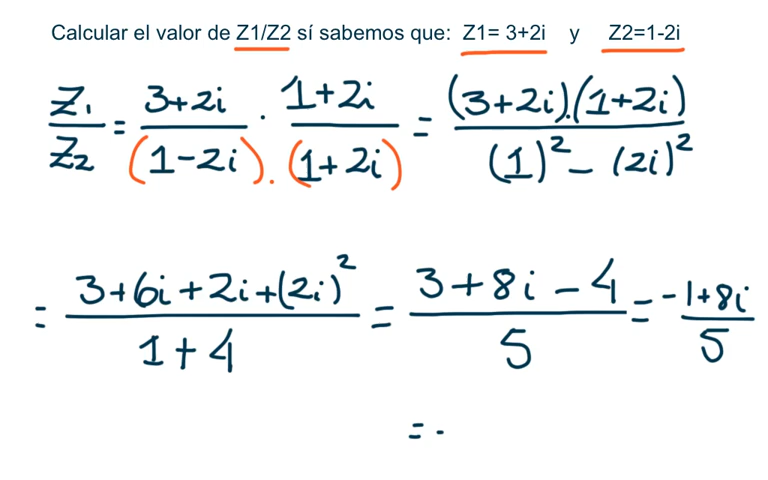 Calcular el valor de Z1/Z2 sí sabemos que: Z1= 3+2i y Z2=1-2i
Z₁/Z₂ = (3+2i)/(1-2i) · (1+2i)/(1+2i) = (3+2i).(1+2i)/((1)² - (2i)²)
= (3+6i+2i+(2i)²)/(1+4) = (3+8i-4)/5 = (-1+8i)/5
= -